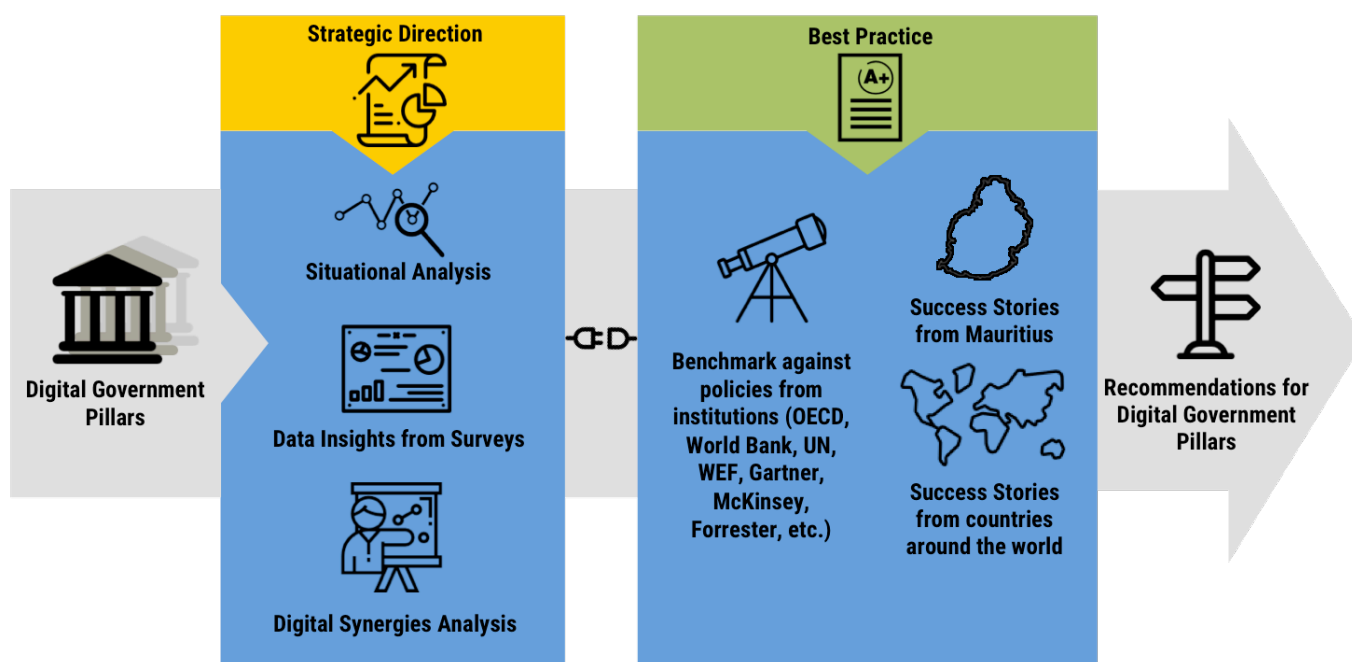 Strategic Direction
Best Practice
A+
Situational Analysis
Data Insights from Surveys
Digital Synergies Analysis
Digital Government
Pillars
Benchmark against
policies from
institutions (OECD,
World Bank, UN,
WEF, Gartner,
McKinsey,
Forrester, etc.)
Success Stories
from Mauritius
Success Stories
from countries
around the world
Recommendations for
Digital Government
Pillars